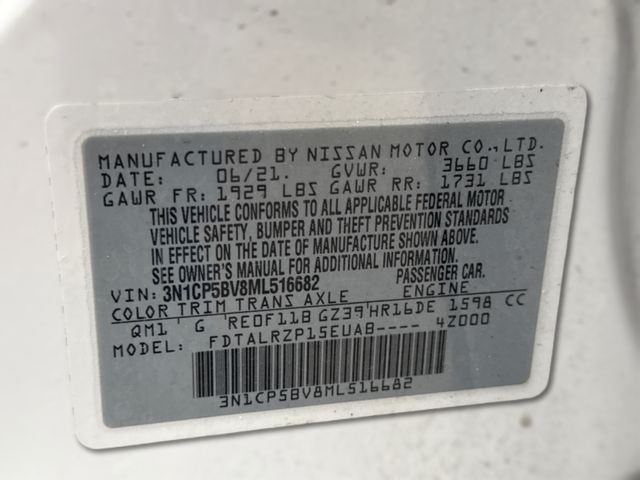 MANUFACTURED BY NISSAN MOTOR CO., LTD.
DATE: 06/21. GVWR: 3660 LBS
GAWR FR: 1929 LBS GAWR RR: 1731 LBS
THIS VEHICLE CONFORMS TO ALL APPLICABLE FEDERAL MOTOR
VEHICLE SAFETY, BUMPER AND THEFT PREVENTION STANDARDS
IN EFFECT ON THE DATE OF MANUFACTURE SHOWN ABOVE.
SEE OWNER'S MANUAL FOR ADDITIONAL INFORMATION.
VIN: 3N1CP5BV8ML516682 PASSENGER CAR.
COLOR TRIM TRANS AXLE ENGINE
QM1 G RE0F11B GZ39 HR16DE 1598 CC
MODEL: FDTALRZP15EUAB---- 4Z000
3N1CP5BV8ML516682